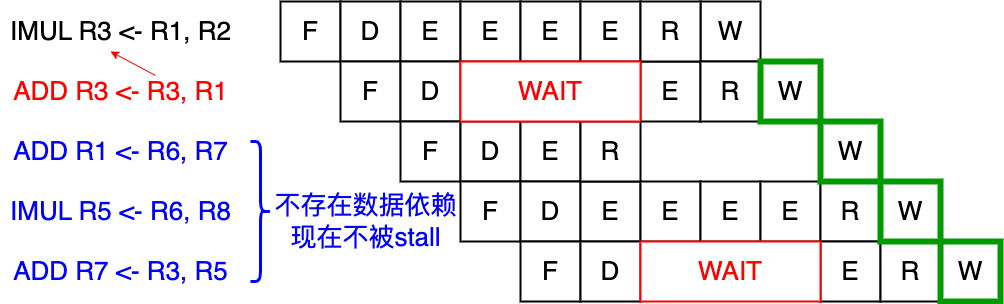 IMUL R3 <- R1, R2 F D E E E E R W
ADD R3 <- R3, R1 F D WAIT E R W
ADD R1 <- R6, R7 F D E R W
IMUL R5 <- R6, R8 F D E E E E R W
ADD R7 <- R3, R5 F D WAIT E R W
不存在数据依赖
现在不被stall